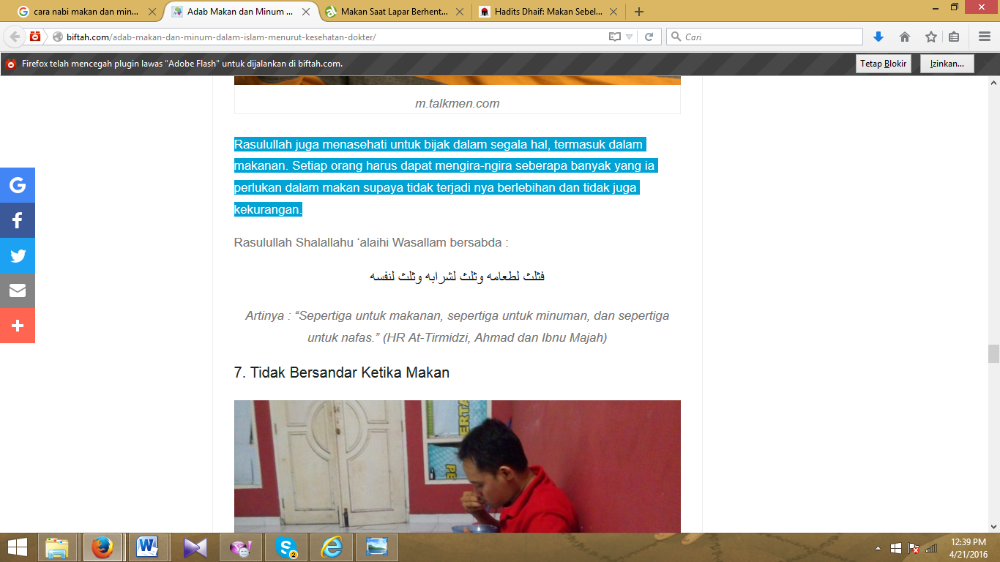 cara nabi makan dan min...
Adab Makan dan Minum ...
Makan Saat Lapar Berhent...
Hadits Dhaif: Makan Sebel...
biftah.com/adab-makan-dan-minum-dalam-islam-menurut-kesehatan-dokter/
Cari
Firefox telah mencegah plugin lawas "Adobe Flash" untuk dijalankan di biftah.com.
Tetap Blokir
Izinkan...
m.talkmen.com
Rasulullah juga menasehati untuk bijak dalam segala hal, termasuk dalam
makanan. Setiap orang harus dapat mengira-ngira seberapa banyak yang ia
perlukan dalam makan supaya tidak terjadi nya berlebihan dan tidak juga
kekurangan.
Rasulullah Shalallahu ‘alaihi Wasallam bersabda :
فثلث لطعامه وثلث لشرابه وثلث لنفسه
Artinya : “Sepertiga untuk makanan, sepertiga untuk minuman, dan sepertiga
untuk nafas.” (HR At-Tirmidzi, Ahmad dan Ibnu Majah)
7. Tidak Bersandar Ketika Makan
ERTA
PE
2
12:39 PM
4/21/2016